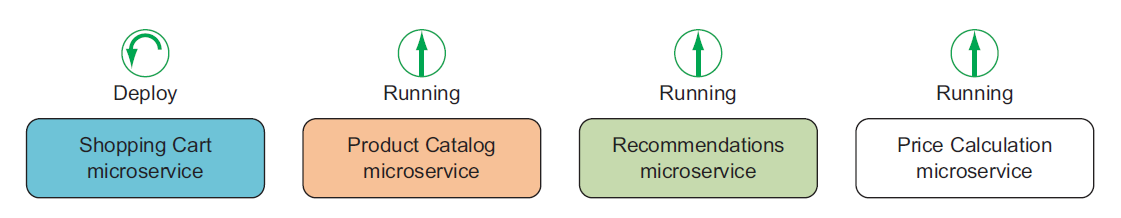 Deploy
Running
Running
Running
Shopping Cart
microservice
Product Catalog
microservice
Recommendations
microservice
Price Calculation
microservice